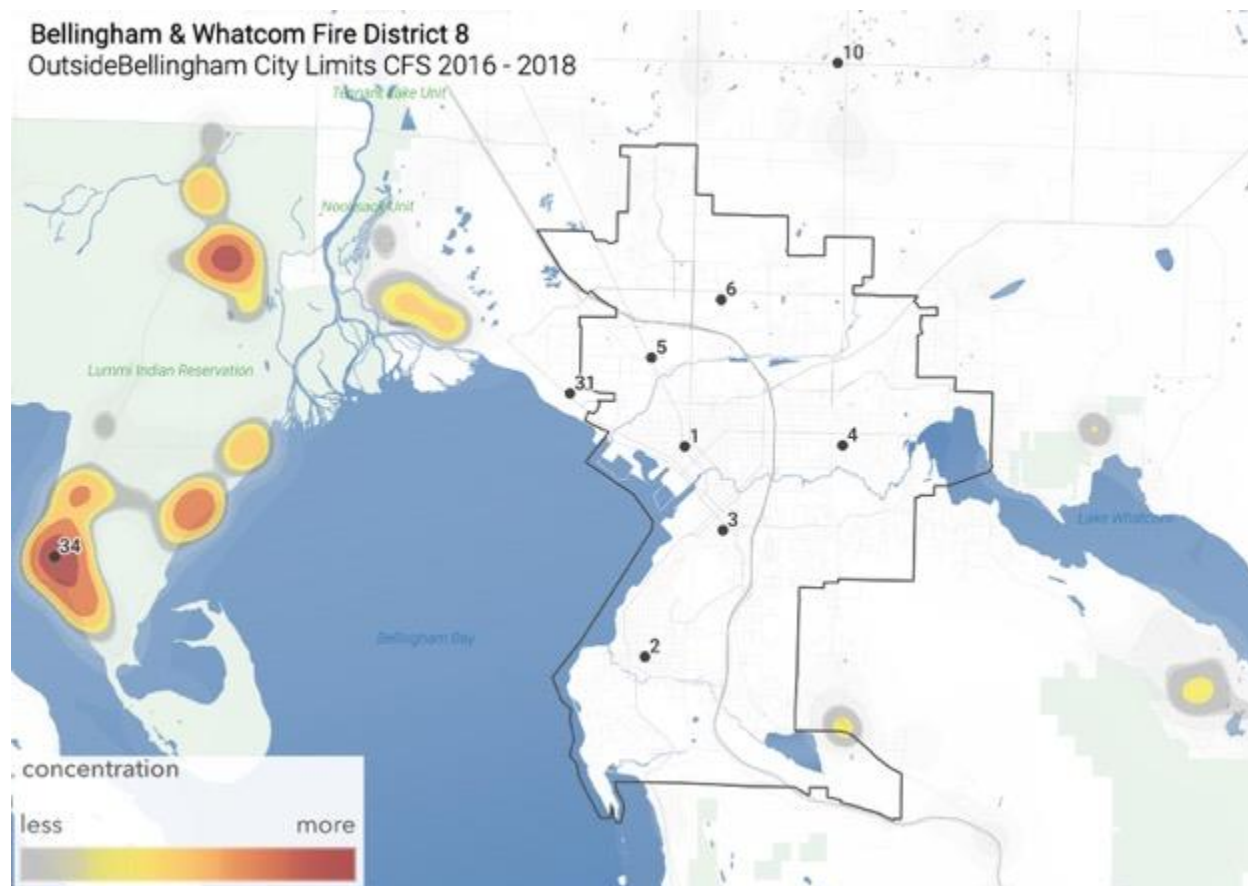 Bellingham & Whatcom Fire District 8
OutsideBellingham City Limits CFS 2016 - 2018
10
Tennant Lake Unit
Nooksack Unit
6
5
Lummi Indian Reservation
31
1
4
3
Lake Whatcom
34
Bellingham Bay
2
concentration
less more